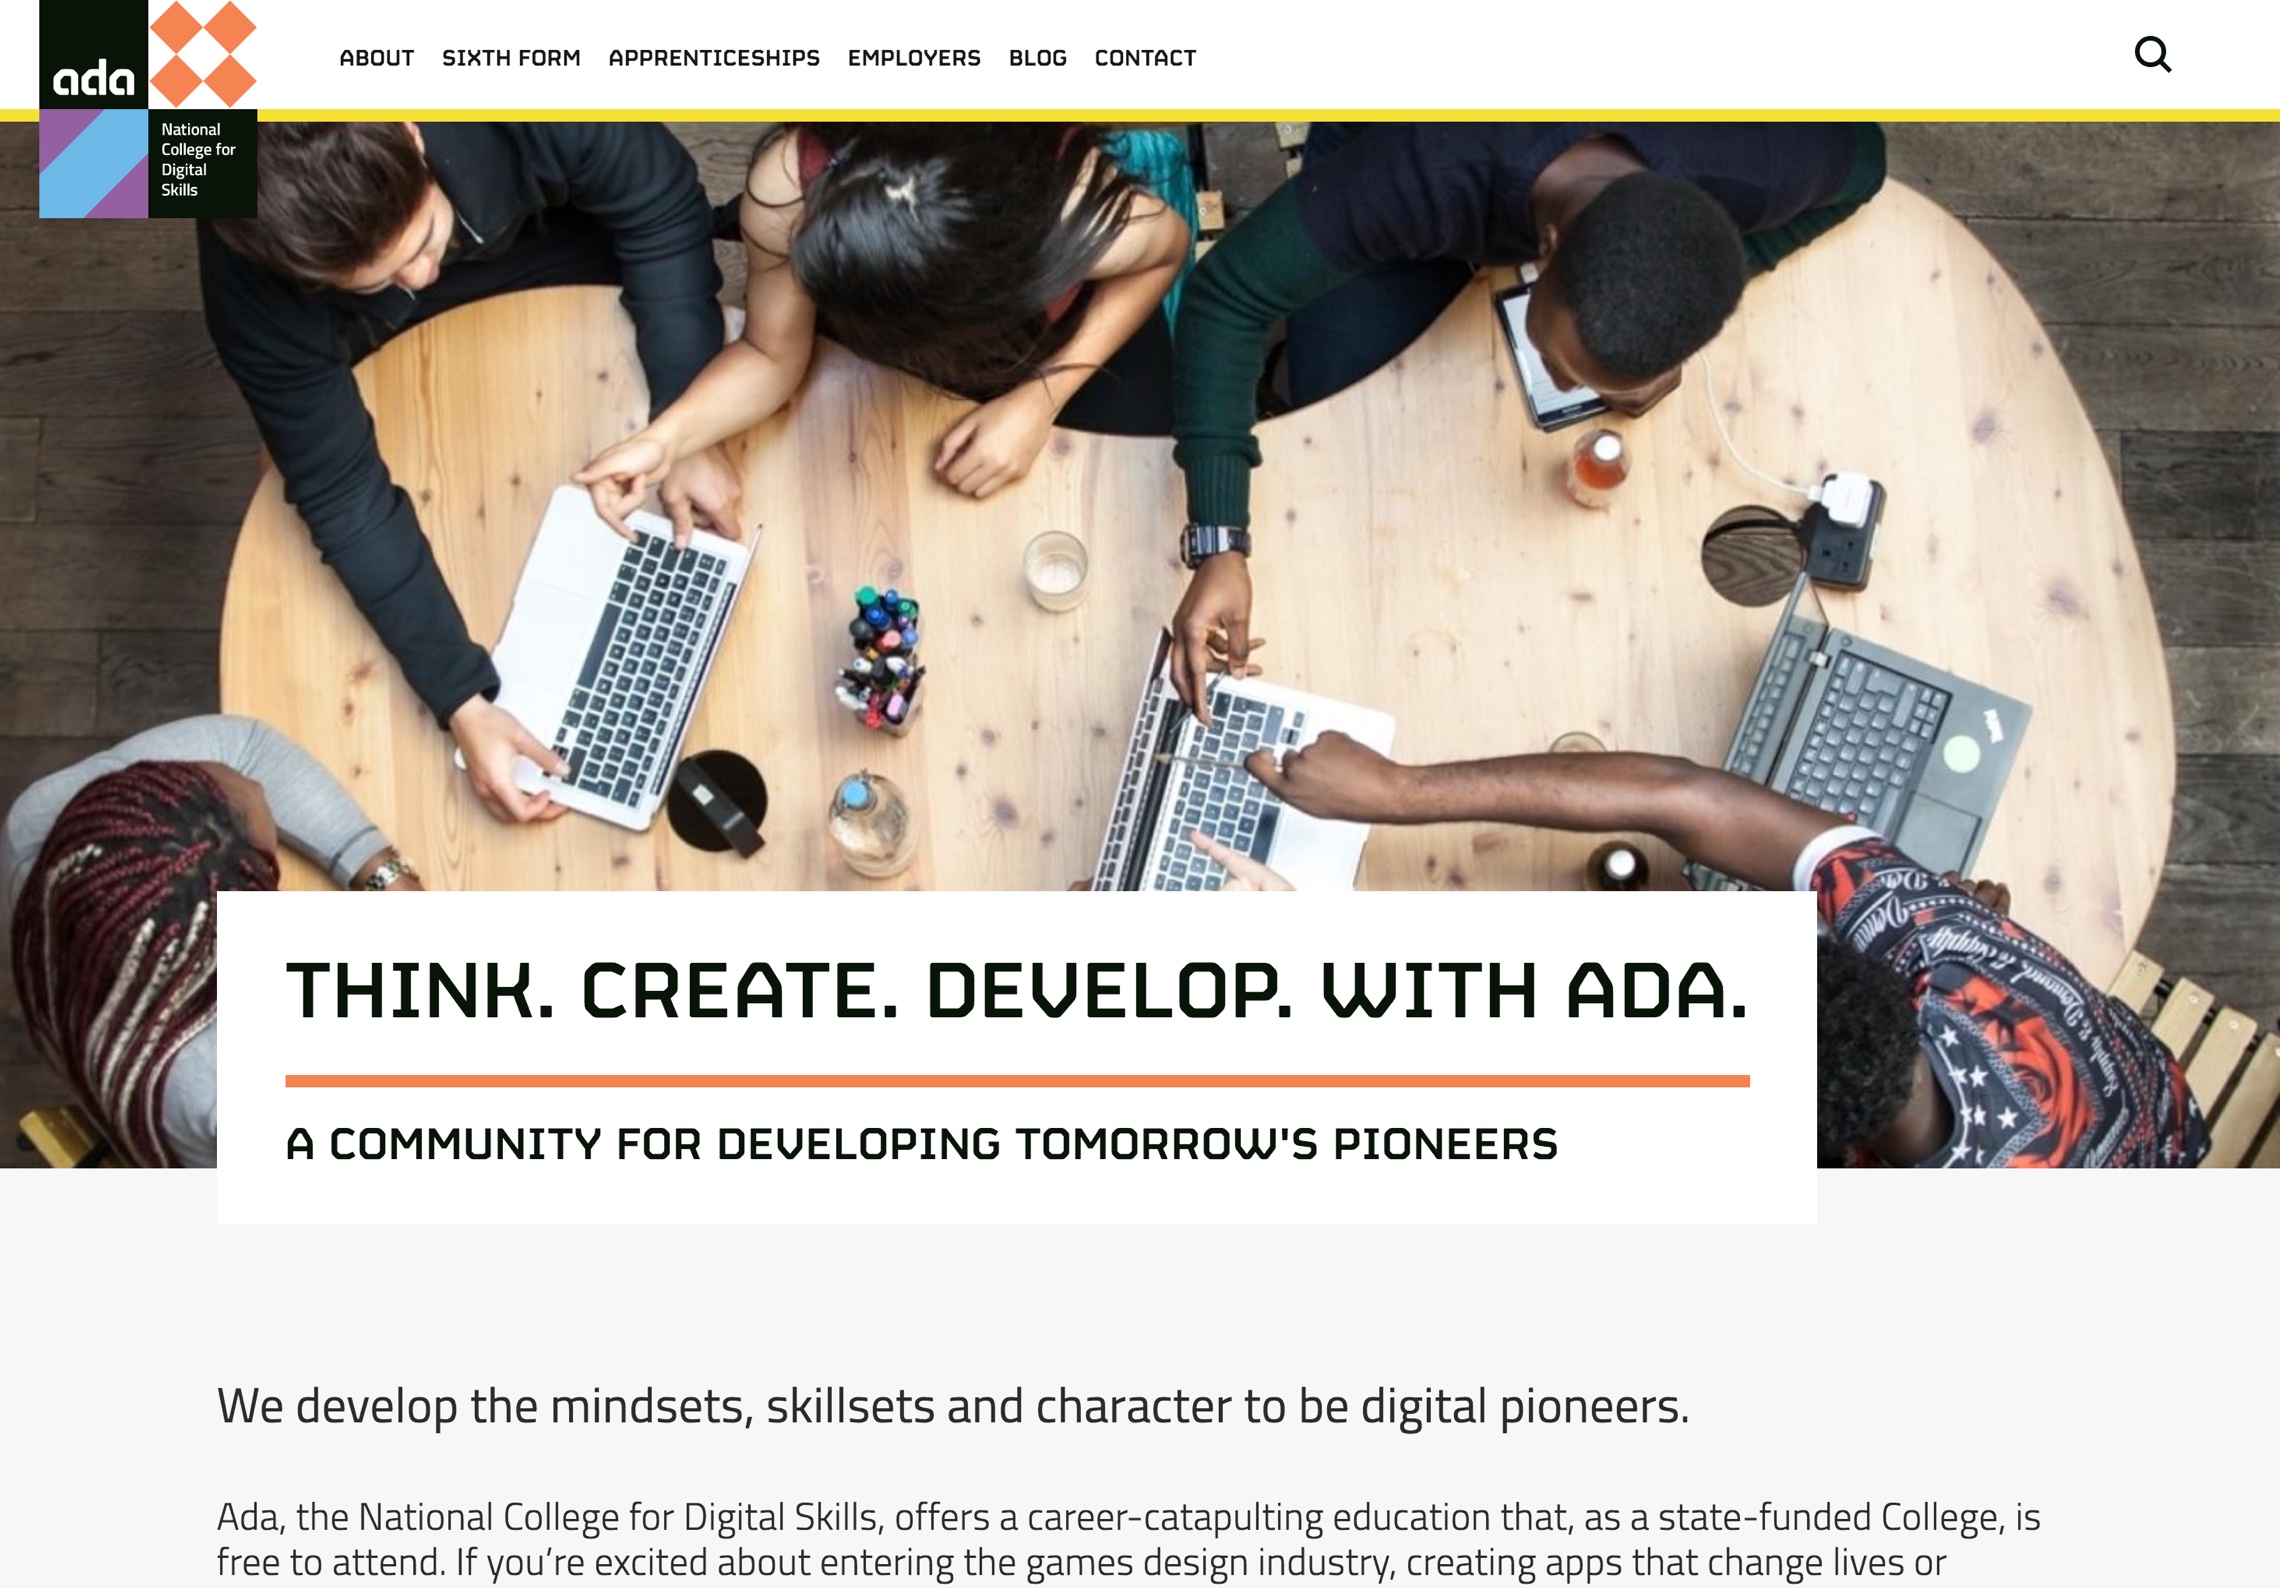 ada
National
College for
Digital
Skills
ABOUT SIXTH FORM APPRENTICESHIPS EMPLOYERS BLOG CONTACT
THINK. CREATE. DEVELOP. WITH ADA.
A COMMUNITY FOR DEVELOPING TOMORROW'S PIONEERS
We develop the mindsets, skillsets and character to be digital pioneers.
Ada, the National College for Digital Skills, offers a career-catapulting education that, as a state-funded College, is
free to attend. If you’re excited about entering the games design industry, creating apps that change lives or